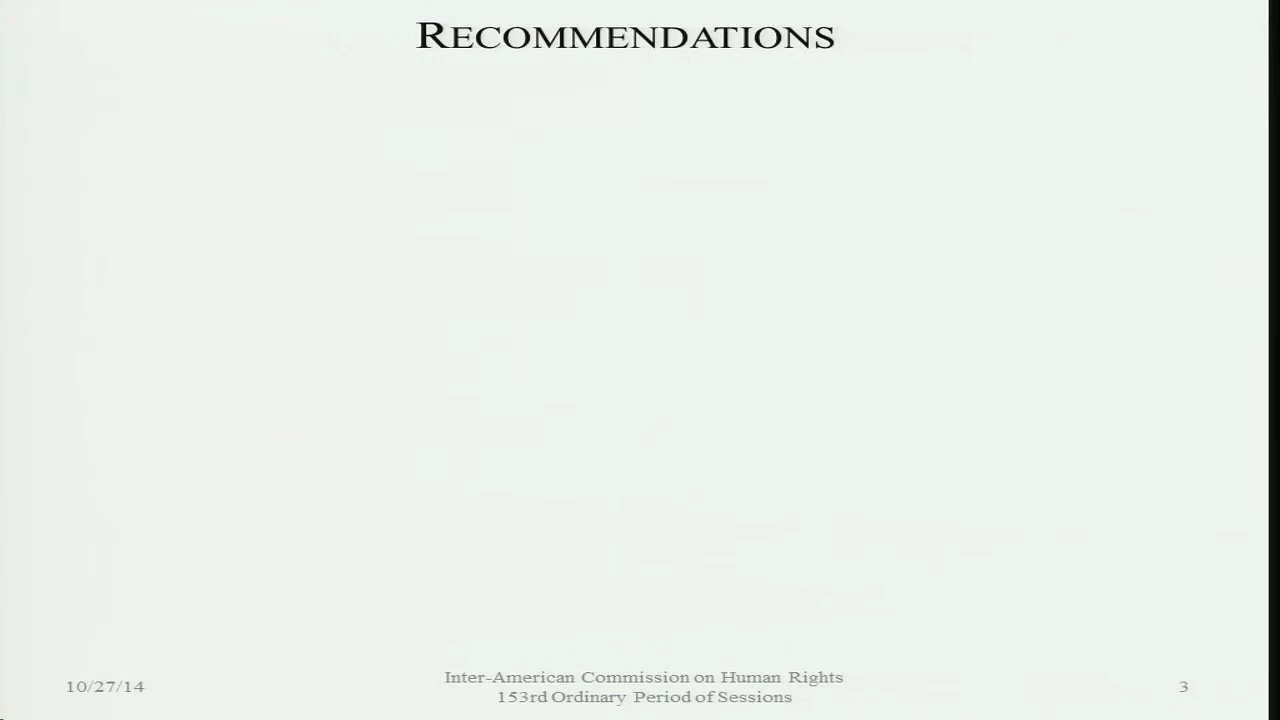 RECOMMENDATIONS
10/27/14
Inter-American Commission on Human Rights
153rd Ordinary Period of Sessions
3